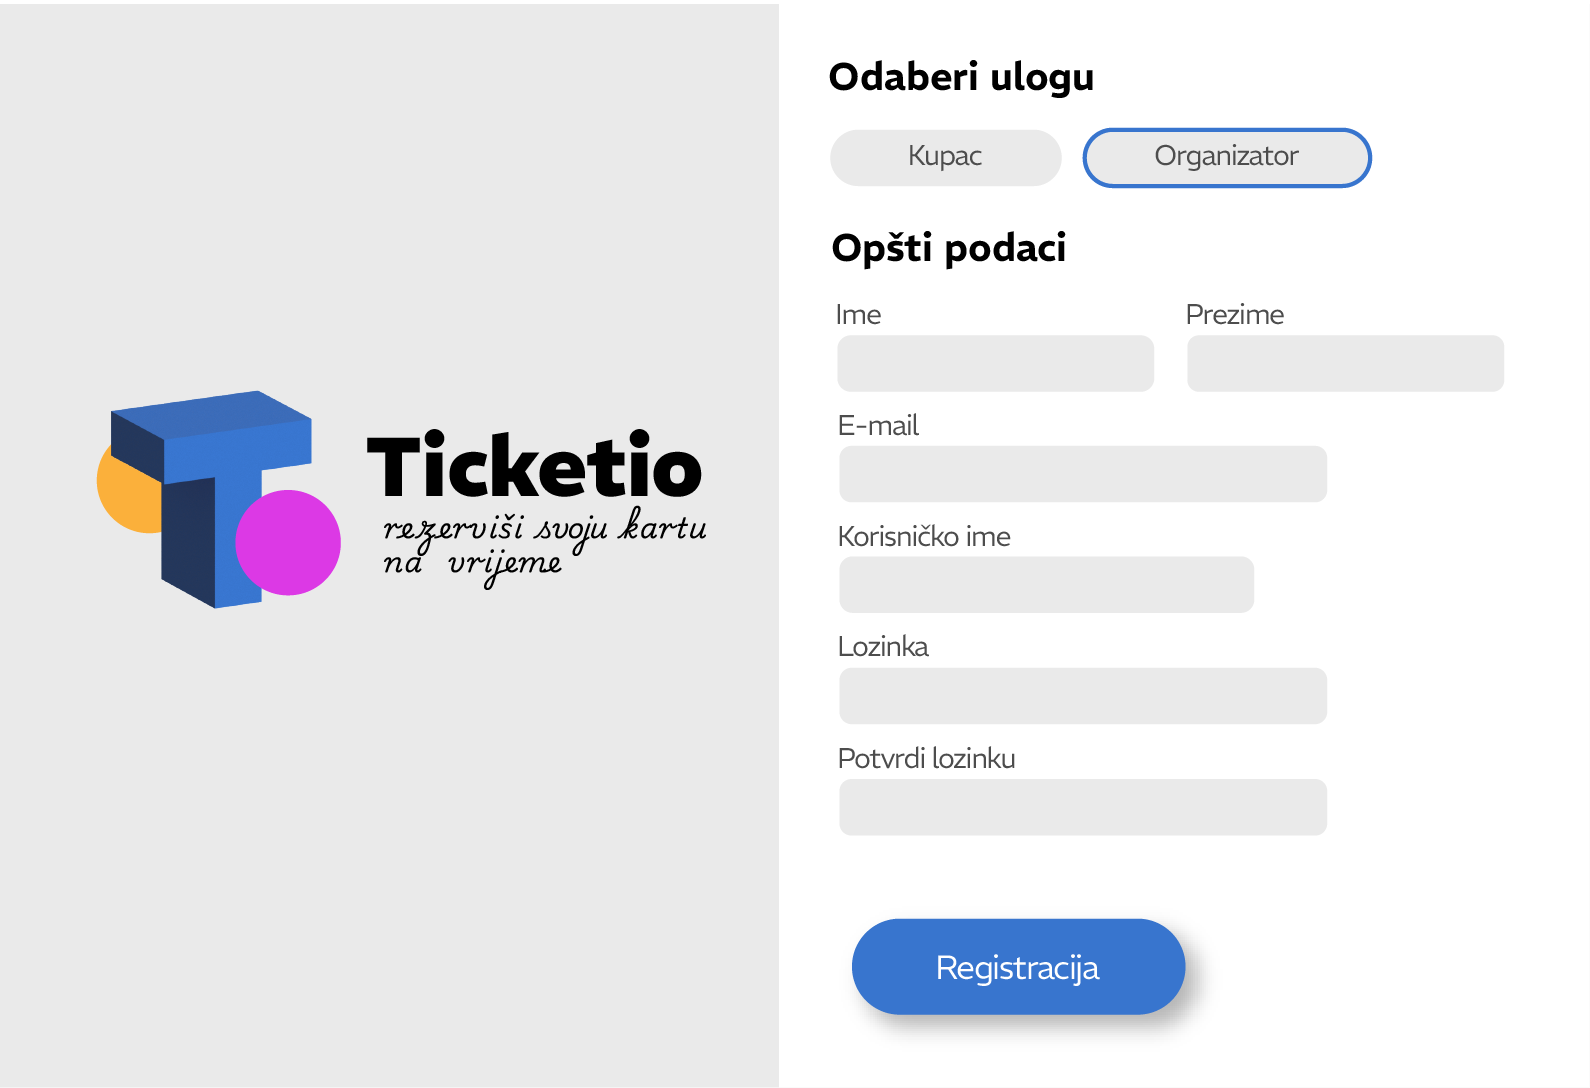 Ticketio
rezerviši svoju kartu
na vrijeme
Odaberi ulogu
Kupac
Organizator
Opšti podaci
Ime
Prezime
E-mail
Korisničko ime
Lozinka
Potvrdi lozinku
Registracija